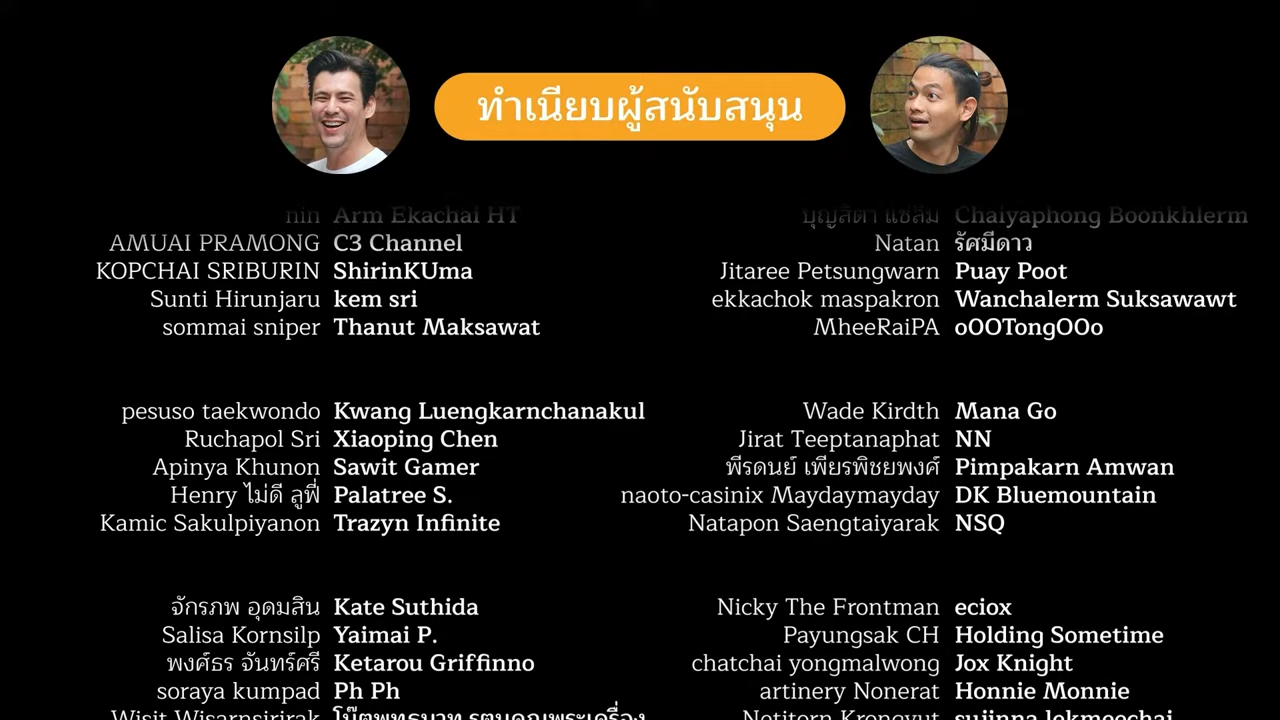 ทำเนียบผู้สนับสนุน
Arm Ekachai HT
Chaiyaphong Boonkhlerm
AMUAI PRAMONG C3 Channel
Natan รัศมีดาว
KOPCHAI SRIBURIN ShirinKUma
Jitaree Petsungwarn Puay Poot
Sunti Hirunjaru kem sri
ekkachok maspakron Wanchalerm Suksawawt
sommai sniper Thanut Maksawat
MheeRaiPA oOOTongOOo
pesuso taekwondo Kwang Luengkarnchanakul
Wade Kirdth Mana Go
Ruchapol Sri Xiaoping Chen
Jirat Teeptanaphat NN
Apinya Khunon Sawit Gamer
พีรดนย์ เพียรพิชยพงศ์ Pimpakarn Amwan
Henry ไม่ดี ลูฟี่ Palatree S.
naoto-casinix Maydaymayday DK Bluemountain
Kamic Sakulpiyanon Trazyn Infinite
Natapon Saengtaiyarak NSQ
จักรภพ อุดมสิน Kate Suthida
Nicky The Frontman eciox
Salisa Kornsilp Yaimai P.
Payungsak CH Holding Sometime
พงศ์ธร จันทร์ศรี Ketarou Griffinno
chatchai yongmalwong Jox Knight
soraya kumpad Ph Ph
artinery Nonerat Honnie Monnie
Wisit Wisarnsirirak